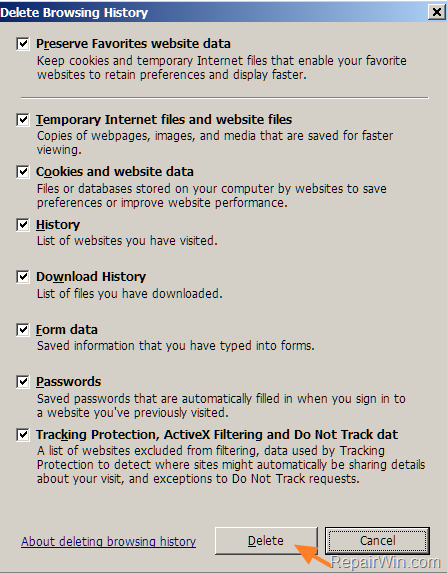 Delete Browsing History
Preserve Favorites website data
Keep cookies and temporary Internet files that enable your favorite
websites to retain preferences and display faster.
Temporary Internet files and website files
Copies of webpages, images, and media that are saved for faster
viewing.
Cookies and website data
Files or databases stored on your computer by websites to save
preferences or improve website performance.
History
List of websites you have visited.
Download History
List of files you have downloaded.
Form data
Saved information that you have typed into forms.
Passwords
Saved passwords that are automatically filled in when you sign in to
a website you've previously visited.
Tracking Protection, ActiveX Filtering and Do Not Track dat
A list of websites excluded from filtering, data used by Tracking
Protection to detect where sites might automatically be sharing details
about your visit, and exceptions to Do Not Track requests.
About deleting browsing history
Delete
Cancel
RepairWin.com